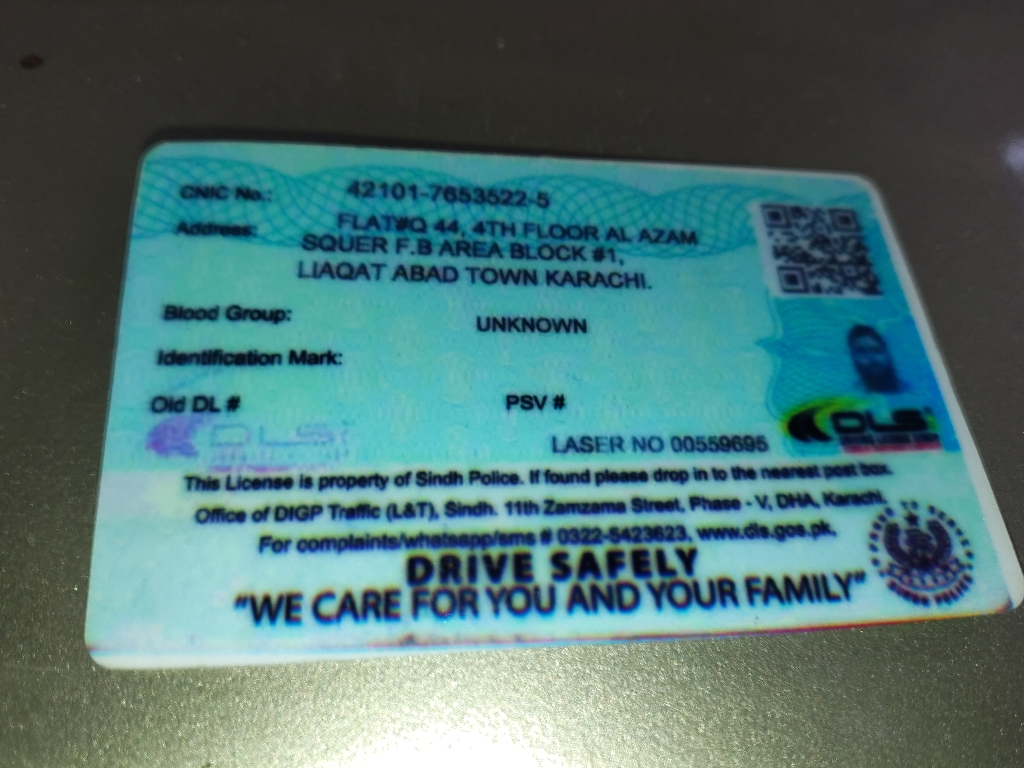 CNIC No.: 42101-7653522-5
Address: FLAT#Q 44, 4TH FLOOR AL AZAM
SQUER F.B AREA BLOCK #1,
LIAQAT ABAD TOWN KARACHI.
Blood Group: UNKNOWN
Identification Mark:
Old DL # PSV #
DLS
DLS
LASER NO 00559695
This License is property of Sindh Police. If found please drop in to the nearest post box.
Office of DIGP Traffic (L&T), Sindh. 11th Zamzama Street, Phase - V, DHA, Karachi.
For complaints/whatsapp/sms # 0322-5423623, www.dls.gos.pk.
DRIVE SAFELY
"WE CARE FOR YOU AND YOUR FAMILY"
SINDH POLICE